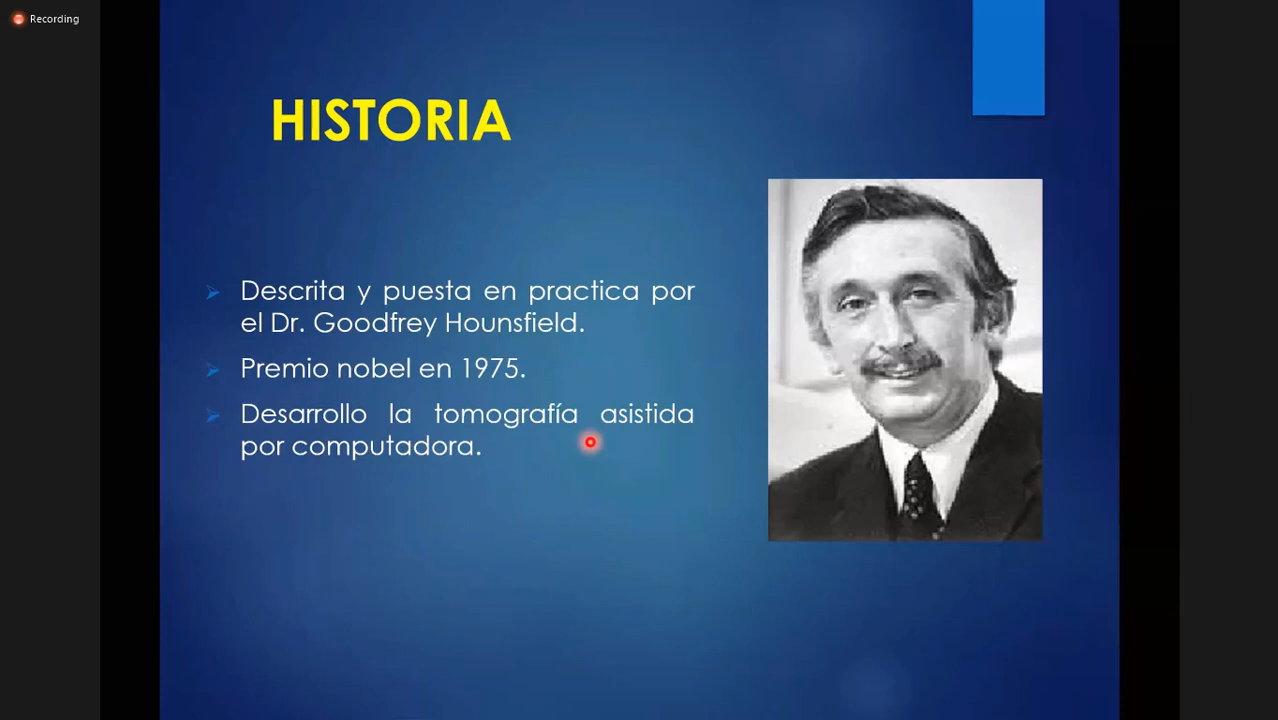 Recording
HISTORIA
Descrita y puesta en practica por
el Dr. Goodfrey Hounsfield.
Premio nobel en 1975.
Desarrollo la tomografía asistida
por computadora.